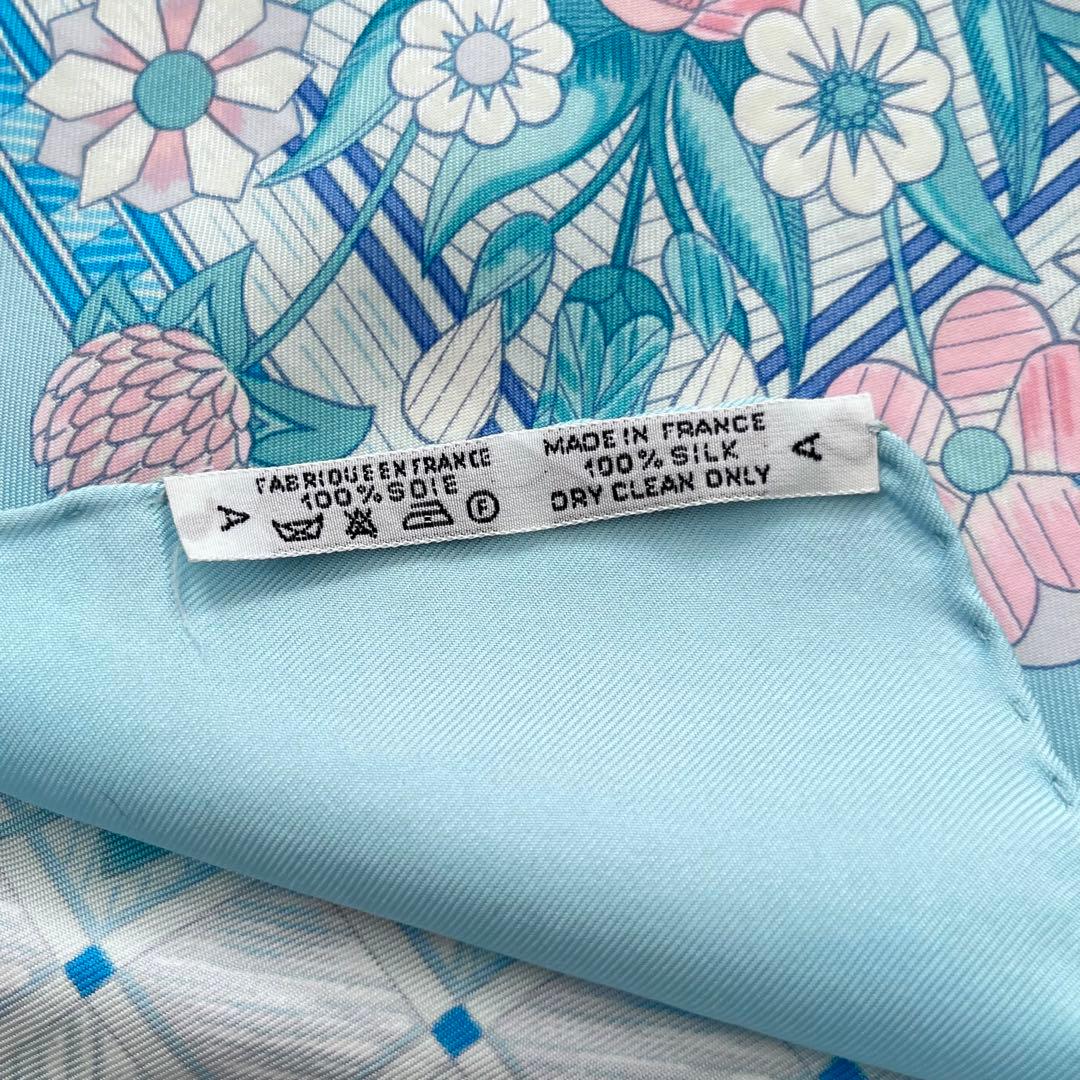 A
FABRIQUE EN FRANCE
100% SOIE
F
MADE IN FRANCE
100% SILK
DRY CLEAN ONLY
A